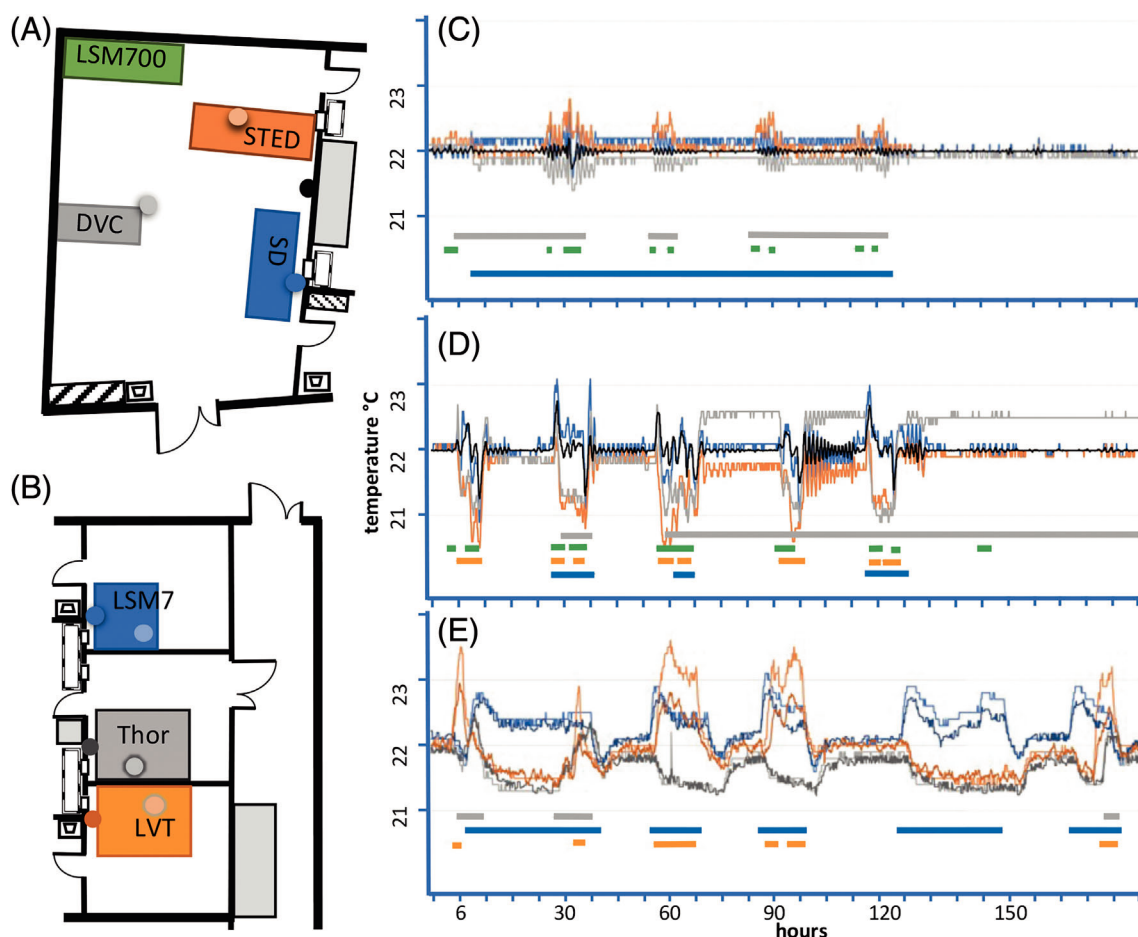 (A)
LSM700
STED
DVC
SD
(B)
LSM7
Thor
LVT
temperature °C
(C)
23
22
21
(D)
23
22
21
(E)
23
22
21
6 30 60 90 120 150
hours